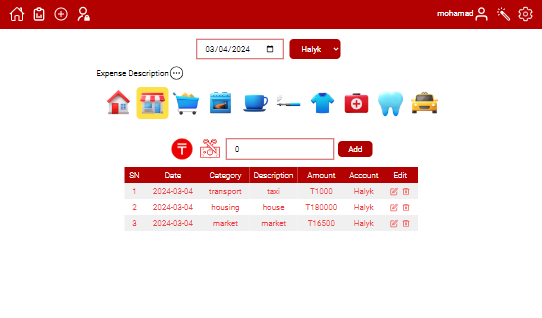 mohamad
03/04/2024 Halyk
Expense Description
₸ 0 Add
SN Date Category Description Amount Account Edit
1 2024-03-04 transport taxi T1000 Halyk
2 2024-03-04 housing house T180000 Halyk
3 2024-03-04 market market T16500 Halyk